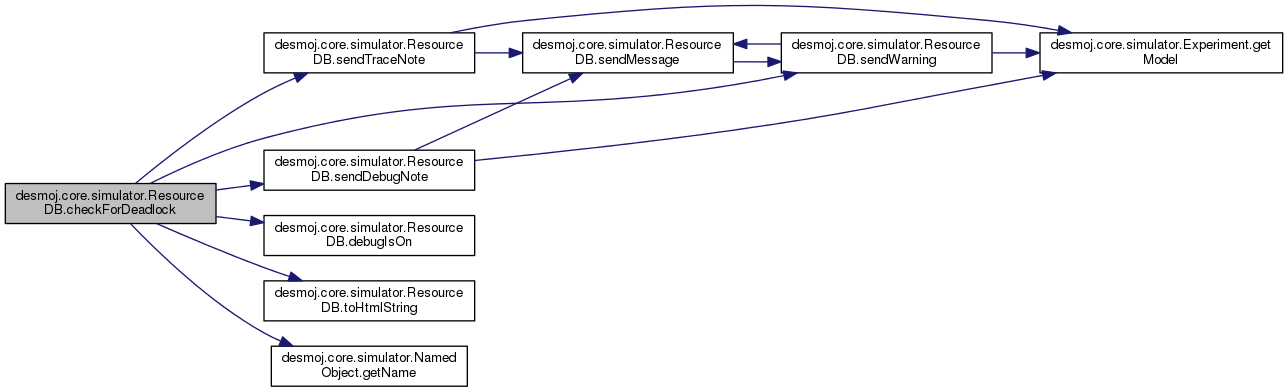 desmoj.core.simulator.Resource
DB.checkForDeadlock
desmoj.core.simulator.Resource
DB.sendTraceNote
desmoj.core.simulator.Resource
DB.sendMessage
desmoj.core.simulator.Resource
DB.sendWarning
desmoj.core.simulator.Experiment.get
Model
desmoj.core.simulator.Resource
DB.sendDebugNote
desmoj.core.simulator.Resource
DB.debugIsOn
desmoj.core.simulator.Resource
DB.toHtmlString
desmoj.core.simulator.Named
Object.getName